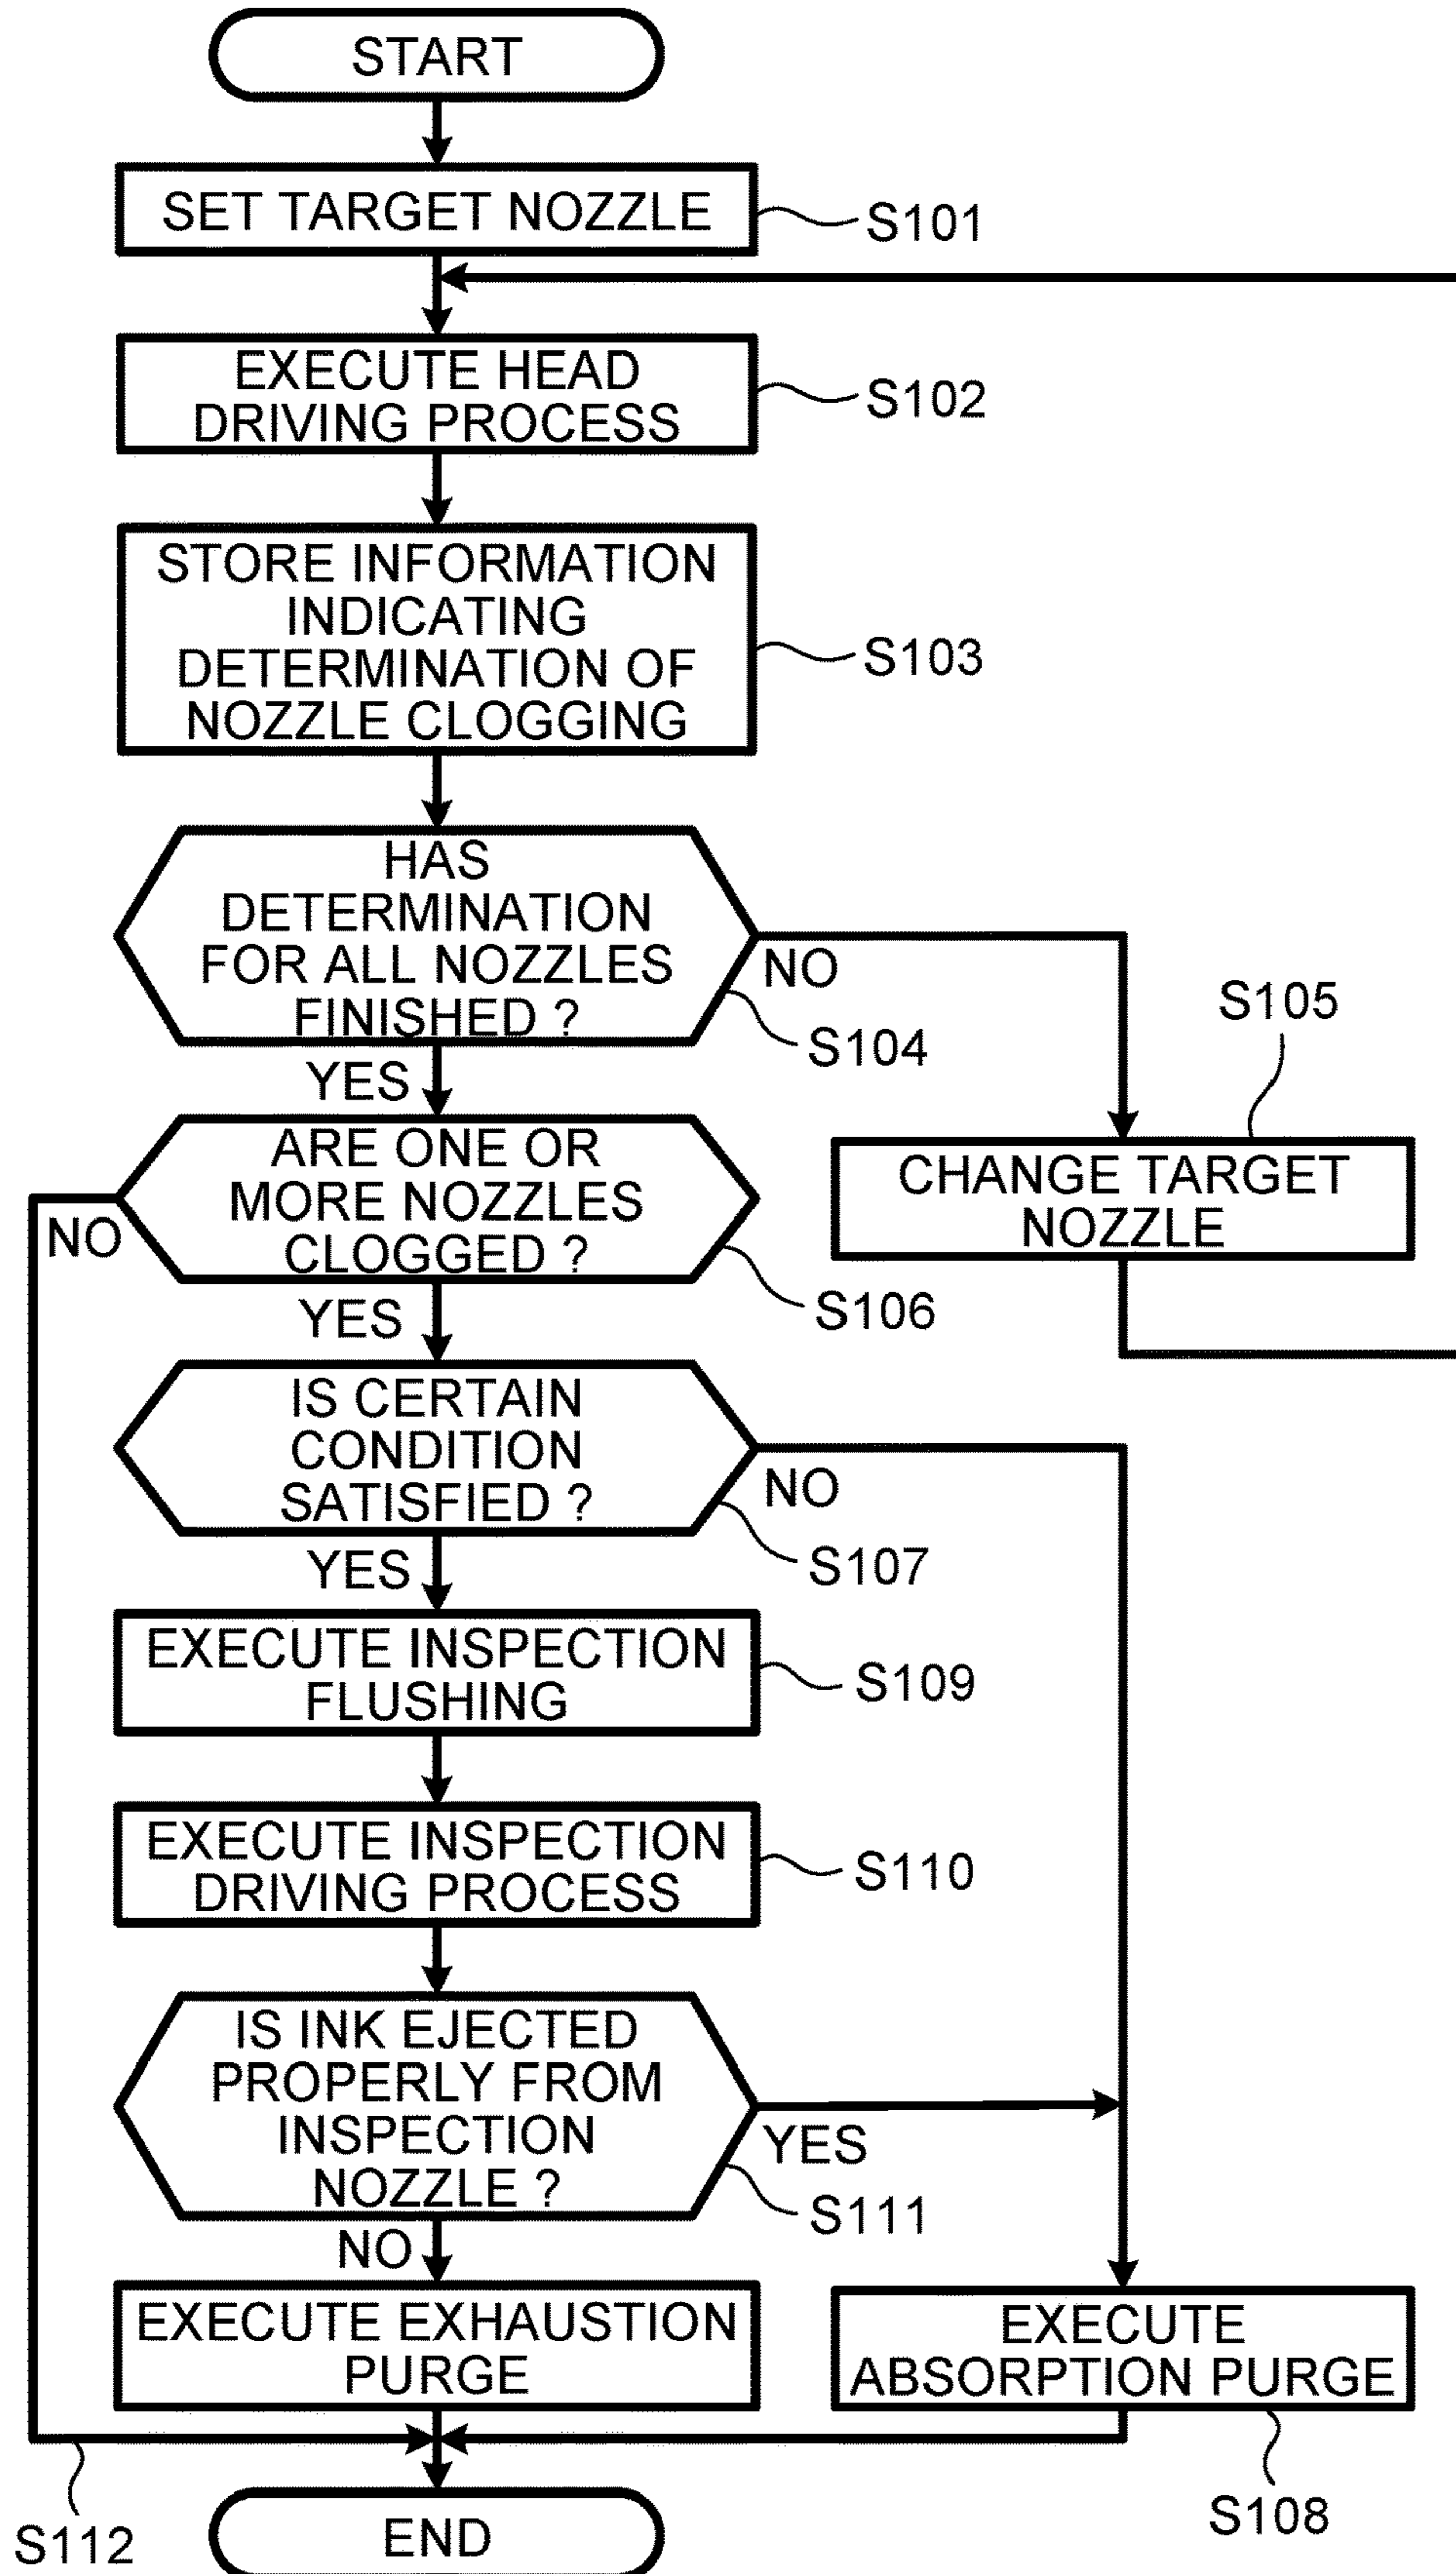 START
SET TARGET NOZZLE
S101
EXECUTE HEAD
DRIVING PROCESS
S102
STORE INFORMATION
INDICATING
DETERMINATION OF
NOZZLE CLOGGING
S103
HAS
DETERMINATION
FOR ALL NOZZLES
FINISHED ?
NO
S104
YES
S105
CHANGE TARGET
NOZZLE
ARE ONE OR
MORE NOZZLES
CLOGGED ?
NO
S106
YES
IS CERTAIN
CONDITION
SATISFIED ?
NO
S107
YES
EXECUTE INSPECTION
FLUSHING
S109
EXECUTE INSPECTION
DRIVING PROCESS
S110
IS INK EJECTED
PROPERLY FROM
INSPECTION
NOZZLE ?
YES
S111
NO
EXECUTE EXHAUSTION
PURGE
EXECUTE
ABSORPTION PURGE
S108
S112
END